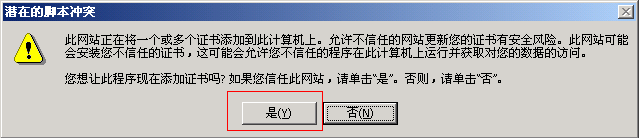 潜在的脚本冲突
此网站正在将一个或多个证书添加到此计算机上。允许不信任的网站更新您的证书有安全风险。此网站可能
会安装您不信任的证书，这可能会允许您不信任的程序在此计算机上运行并获取对您的数据的访问。
您想让此程序现在添加证书吗? 如果您信任此网站，请单击“是”。否则，请单击“否”。
是(Y)
否(N)